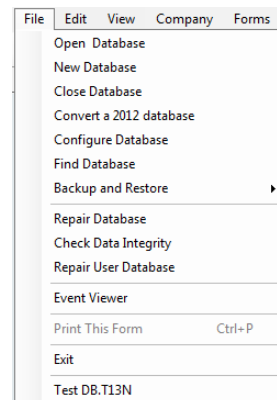 File Edit View Company Forms
Open Database
New Database
Close Database
Convert a 2012 database
Configure Database
Find Database
Backup and Restore
Repair Database
Check Data Integrity
Repair User Database
Event Viewer
Print This Form Ctrl+P
Exit
Test DB.T13N